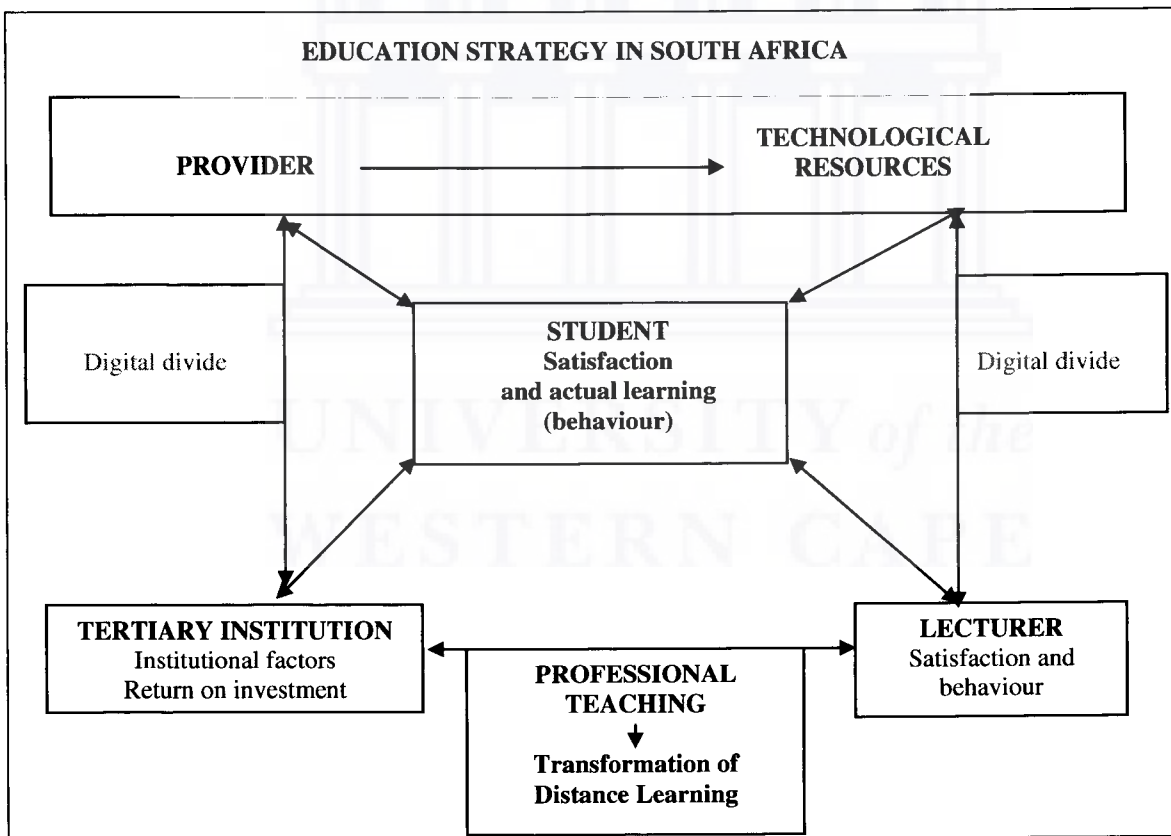 EDUCATION STRATEGY IN SOUTH AFRICA
PROVIDER
TECHNOLOGICAL
RESOURCES
Digital divide
STUDENT
Satisfaction
and actual learning
(behaviour)
Digital divide
UNIVERSITY of the
WESTERN CAPE
TERTIARY INSTITUTION
Institutional factors
Return on investment
LECTURER
Satisfaction and
behaviour
PROFESSIONAL
TEACHING
Transformation of
Distance Learning